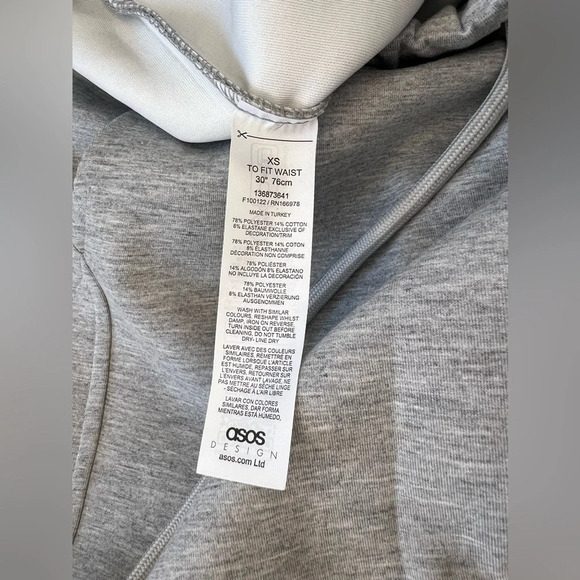 XS
TO FIT WAIST
30" 76cm
136873641
F100122 / RN166978
MADE IN TURKEY
78% POLYESTER 14% COTTON
8% ELASTANE EXCLUSIVE OF
DECORATION/TRIM
78% POLYESTER 14% COTON
8% ÉLASTHANNE
DÉCORATION NON COMPRISE
78% POLIÉSTER
14% ALGODÓN 8% ELASTANO
NO INCLUYE LA DECORACIÓN
78% POLYESTER
14% BAUMWOLLE
8% ELASTHAN VERZIERUNG
AUSGENOMMEN
WASH WITH SIMILAR
COLOURS, RESHAPE WHILST
DAMP, IRON ON REVERSE,
TURN INSIDE OUT BEFORE
CLEANING, DO NOT TUMBLE
DRY- LINE DRY
LAVER AVEC DES COULEURS
SIMILAIRES, REMETTRE EN
FORME LORSQUE L'ARTICLE
EST HUMIDE, REPASSER SUR
L'ENVERS, RETOURNER SUR
L'ENVERS AVANT LAVAGE, NE
PAS METTRE AU SÈCHE LINGE
- SÉCHAGE À L'AIR LIBRE
LAVAR CON COLORES
SIMILARES, DAR FORMA
MIENTRAS ESTÁ HÚMEDO,
asos
DESIGN
asos.com Ltd